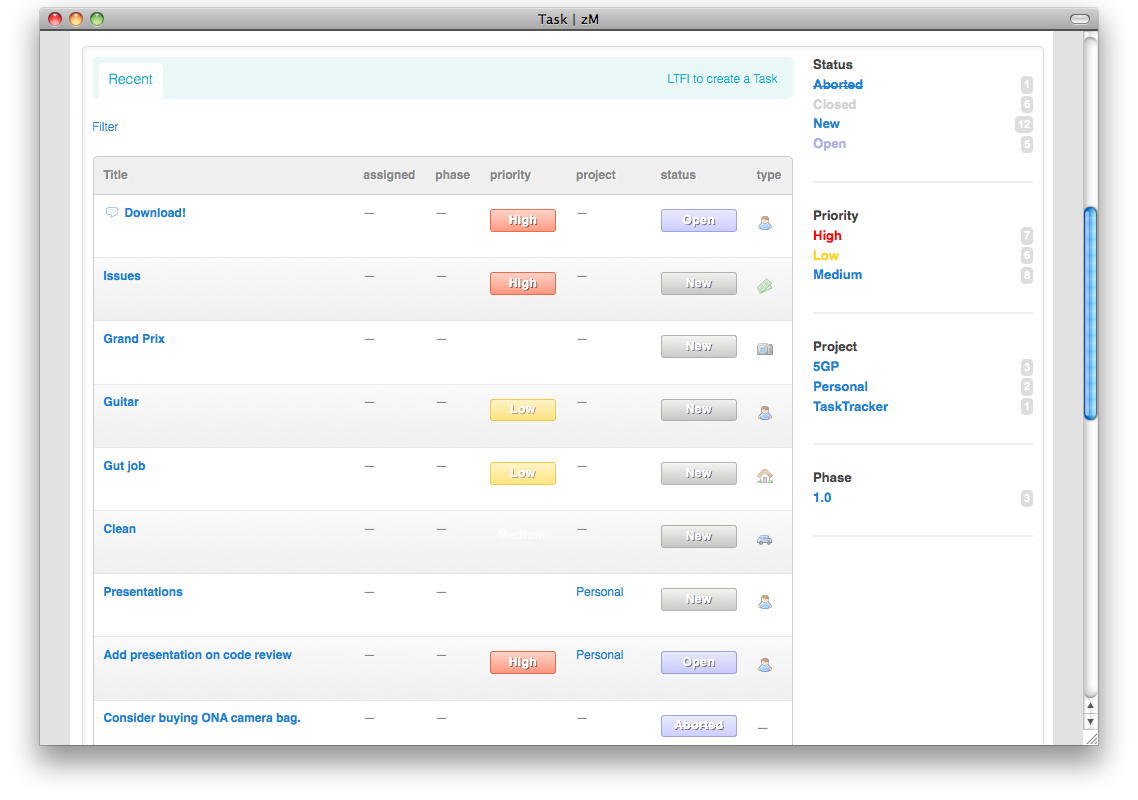 Task | zM
Recent
LTFI to create a Task
Filter
Title assigned phase priority project status type
Download! — — High — Open
Issues — — High — New
Grand Prix — — — New
Guitar — — Low — New
Gut job — — Low — New
Clean — — Medium — New
Presentations — — Personal New
Add presentation on code review — — High Personal Open
Consider buying ONA camera bag. — — — Aborted —
Status
Aborted 1
Closed 6
New 12
Open 5
Priority
High 7
Low 6
Medium 8
Project
5GP 3
Personal 2
TaskTracker 1
Phase
1.0 3